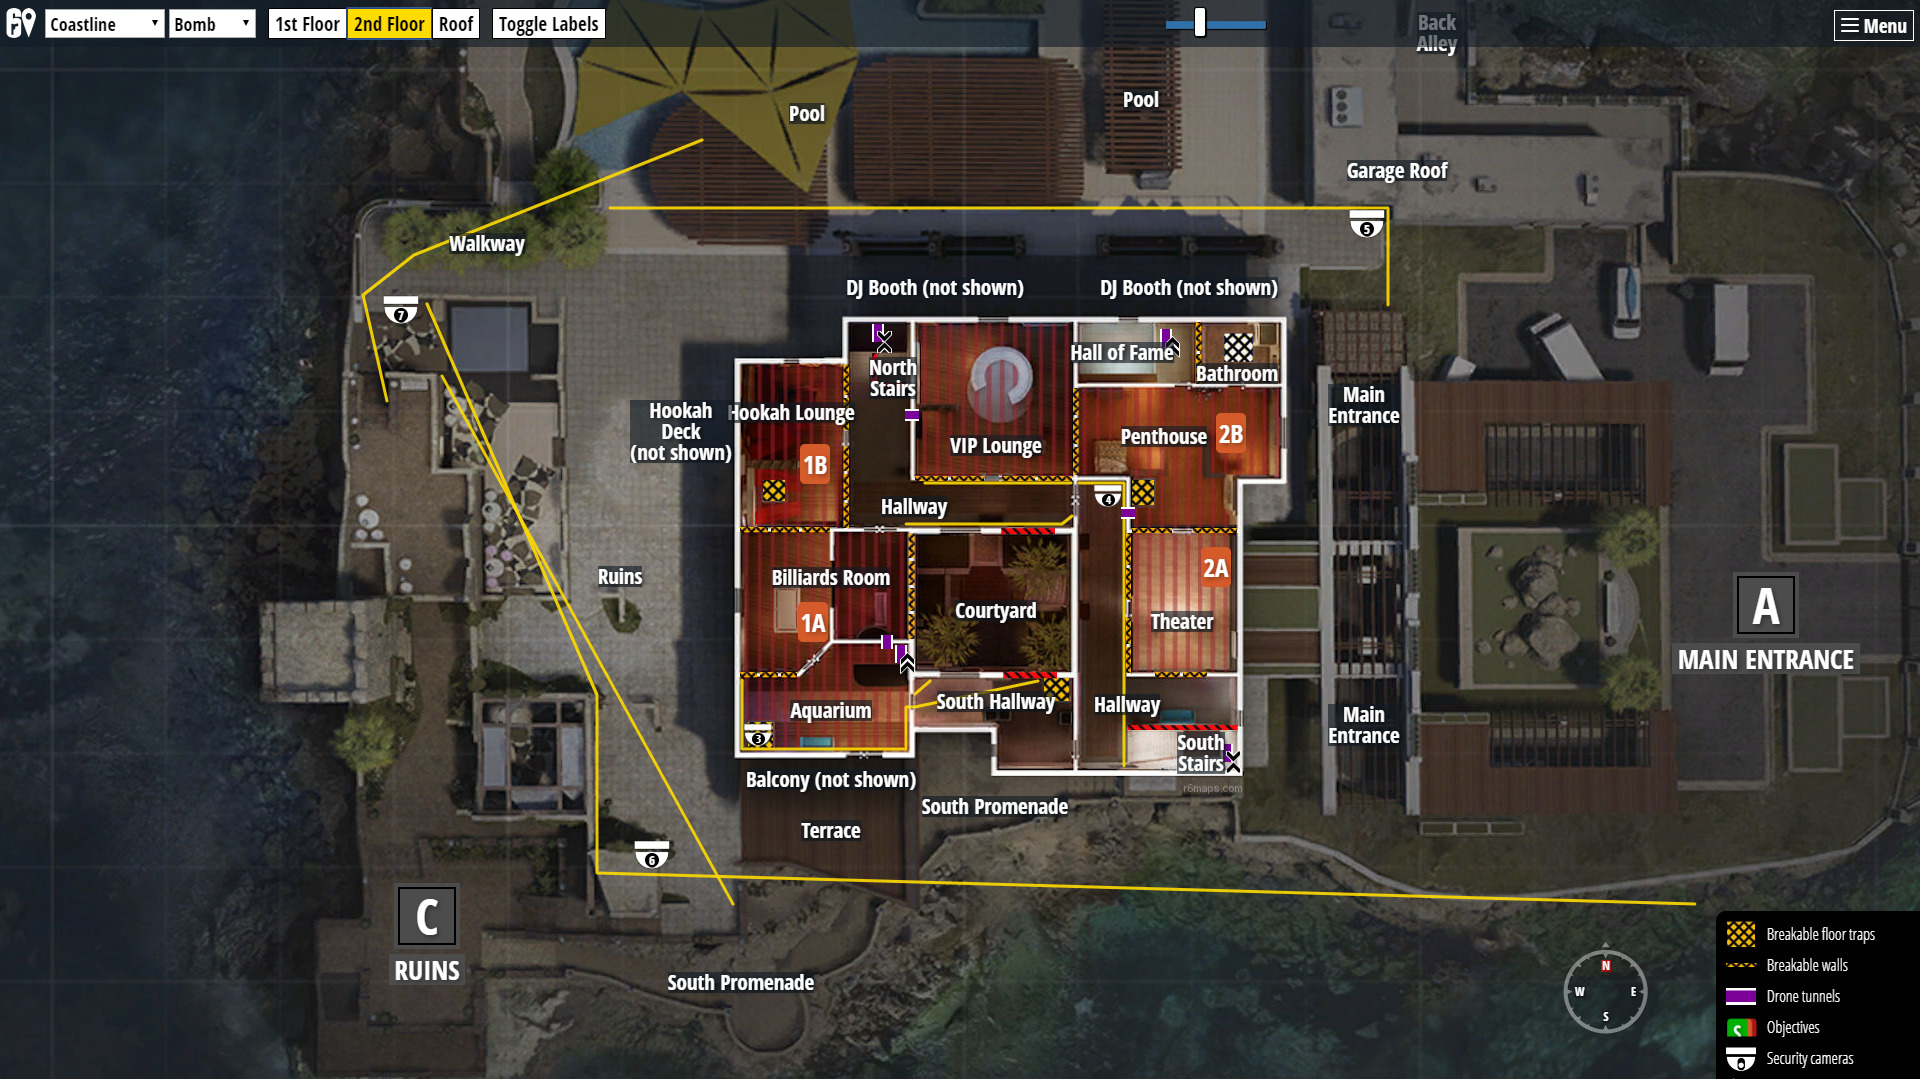 Coastline
Bomb
1st Floor
2nd Floor
Roof
Toggle Labels
Menu
Back
Alley
Pool
Pool
Garage Roof
Walkway
5
DJ Booth (not shown)
DJ Booth (not shown)
7
North
Stairs
Hall of Fame
Bathroom
Hookah
Deck
(not shown)
Hookah Lounge
VIP Lounge
Penthouse
2B
Main
Entrance
1B
Hallway
4
Ruins
Billiards Room
1A
Courtyard
2A
Theater
A
MAIN ENTRANCE
Aquarium
South Hallway
Hallway
Main
Entrance
3
South
Stairs
Balcony (not shown)
r6maps.com
South Promenade
Terrace
6
C
RUINS
South Promenade
N
W
E
S
Breakable floor traps
Breakable walls
Drone tunnels
Objectives
Security cameras